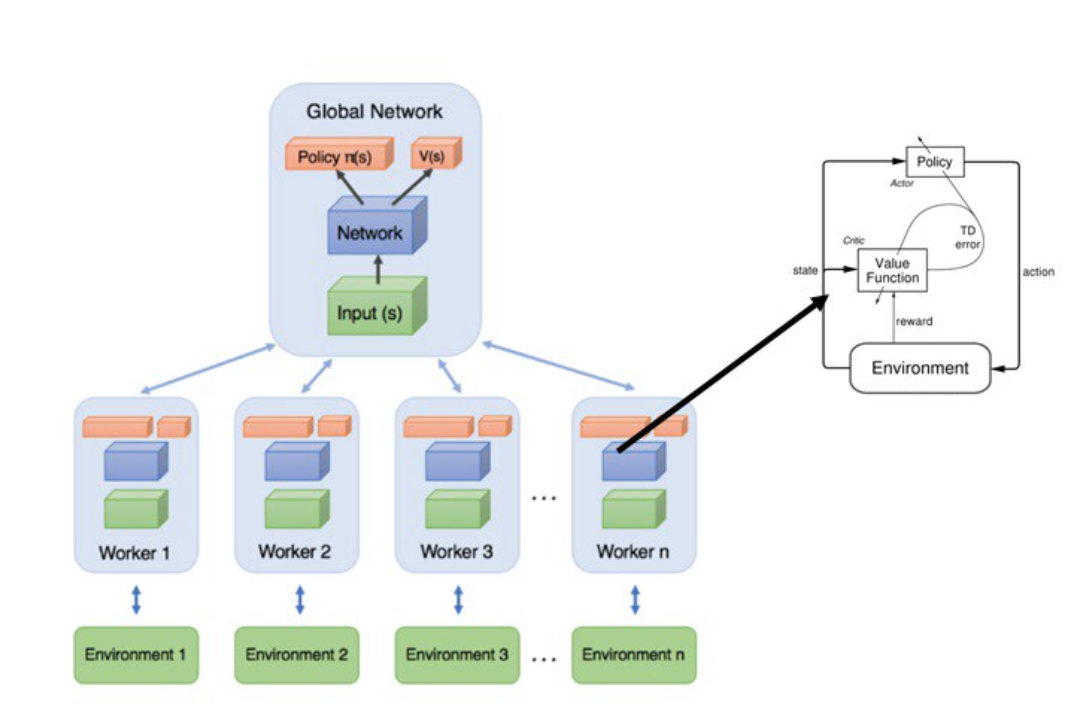 Global Network
Policy π(s)
V(s)
Network
Input (s)
Worker 1
Worker 2
Worker 3
...
Worker n
Environment 1
Environment 2
Environment 3
...
Environment n
Policy
Actor
TD
error
Critic
Value
Function
state
action
reward
Environment